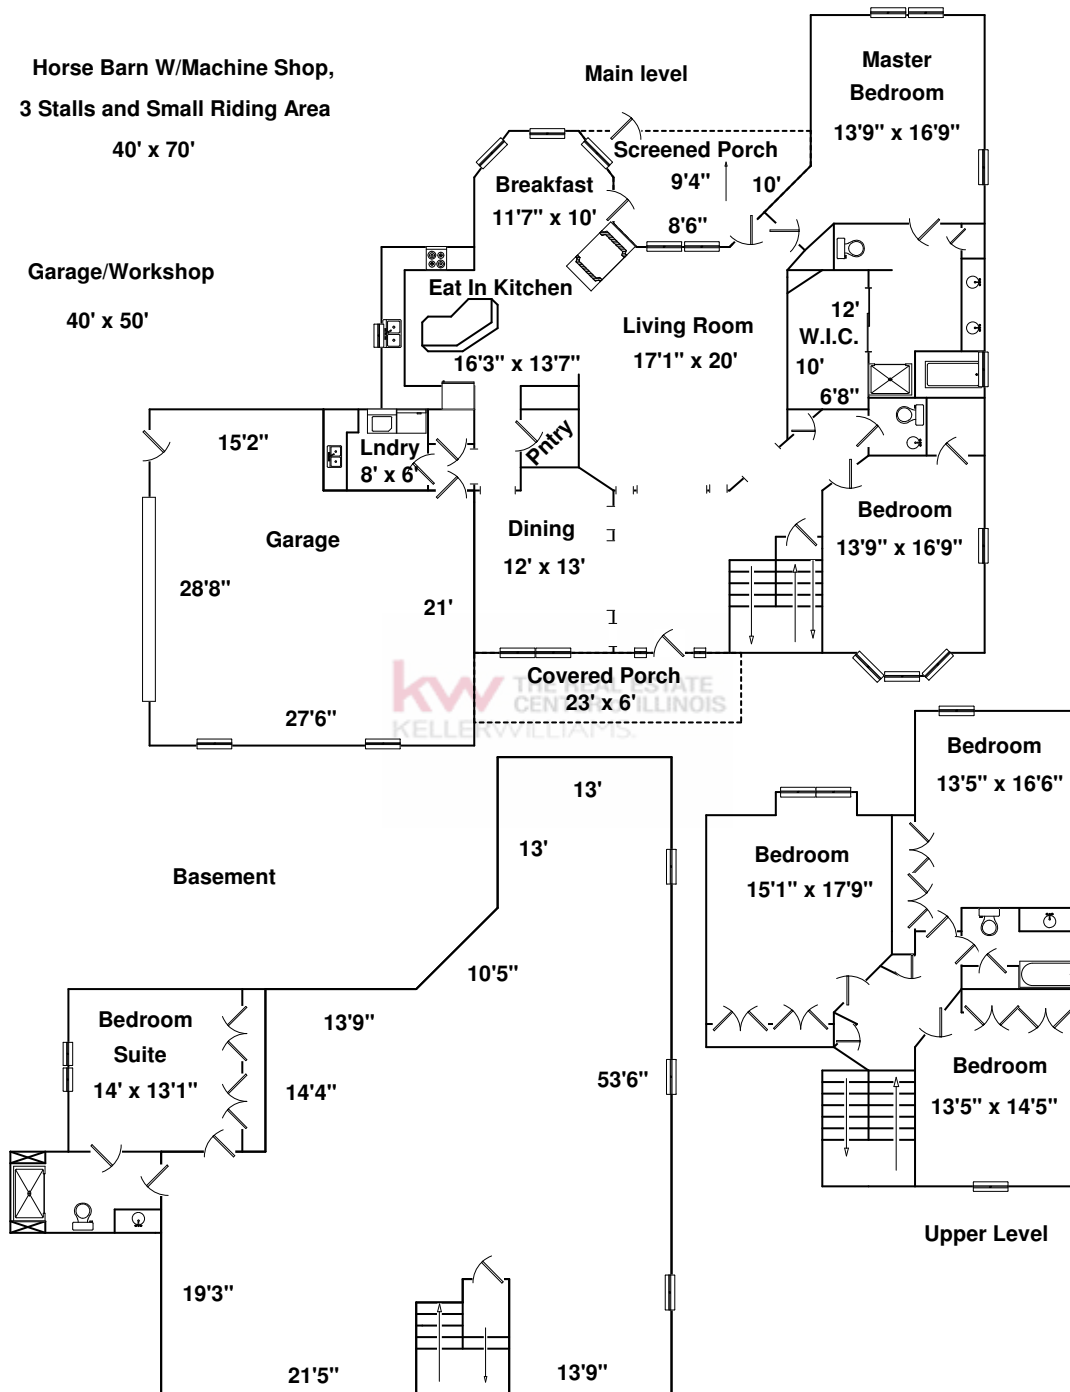 Horse Barn W/Machine Shop,
3 Stalls and Small Riding Area
40' x 70'
Garage/Workshop
40' x 50'
Main level
Master
Bedroom
13'9" x 16'9"
Screened Porch
9'4"
10'
8'6"
Breakfast
11'7" x 10'
Eat In Kitchen
16'3" x 13'7"
Living Room
17'1" x 20'
12'
W.I.C.
10'
6'8"
15'2"
Lndry
8' x 6'
Pntry
Garage
28'8"
21'
27'6"
Dining
12' x 13'
Bedroom
13'9" x 16'9"
Covered Porch
23' x 6'
kw THE REAL ESTATE
CENTER OF ILLINOIS
KELLERWILLIAMS.
Basement
13'
13'
10'5"
13'9"
Bedroom
Suite
14' x 13'1"
14'4"
53'6"
19'3"
21'5"
13'9"
Bedroom
13'5" x 16'6"
Bedroom
15'1" x 17'9"
Bedroom
13'5" x 14'5"
Upper Level